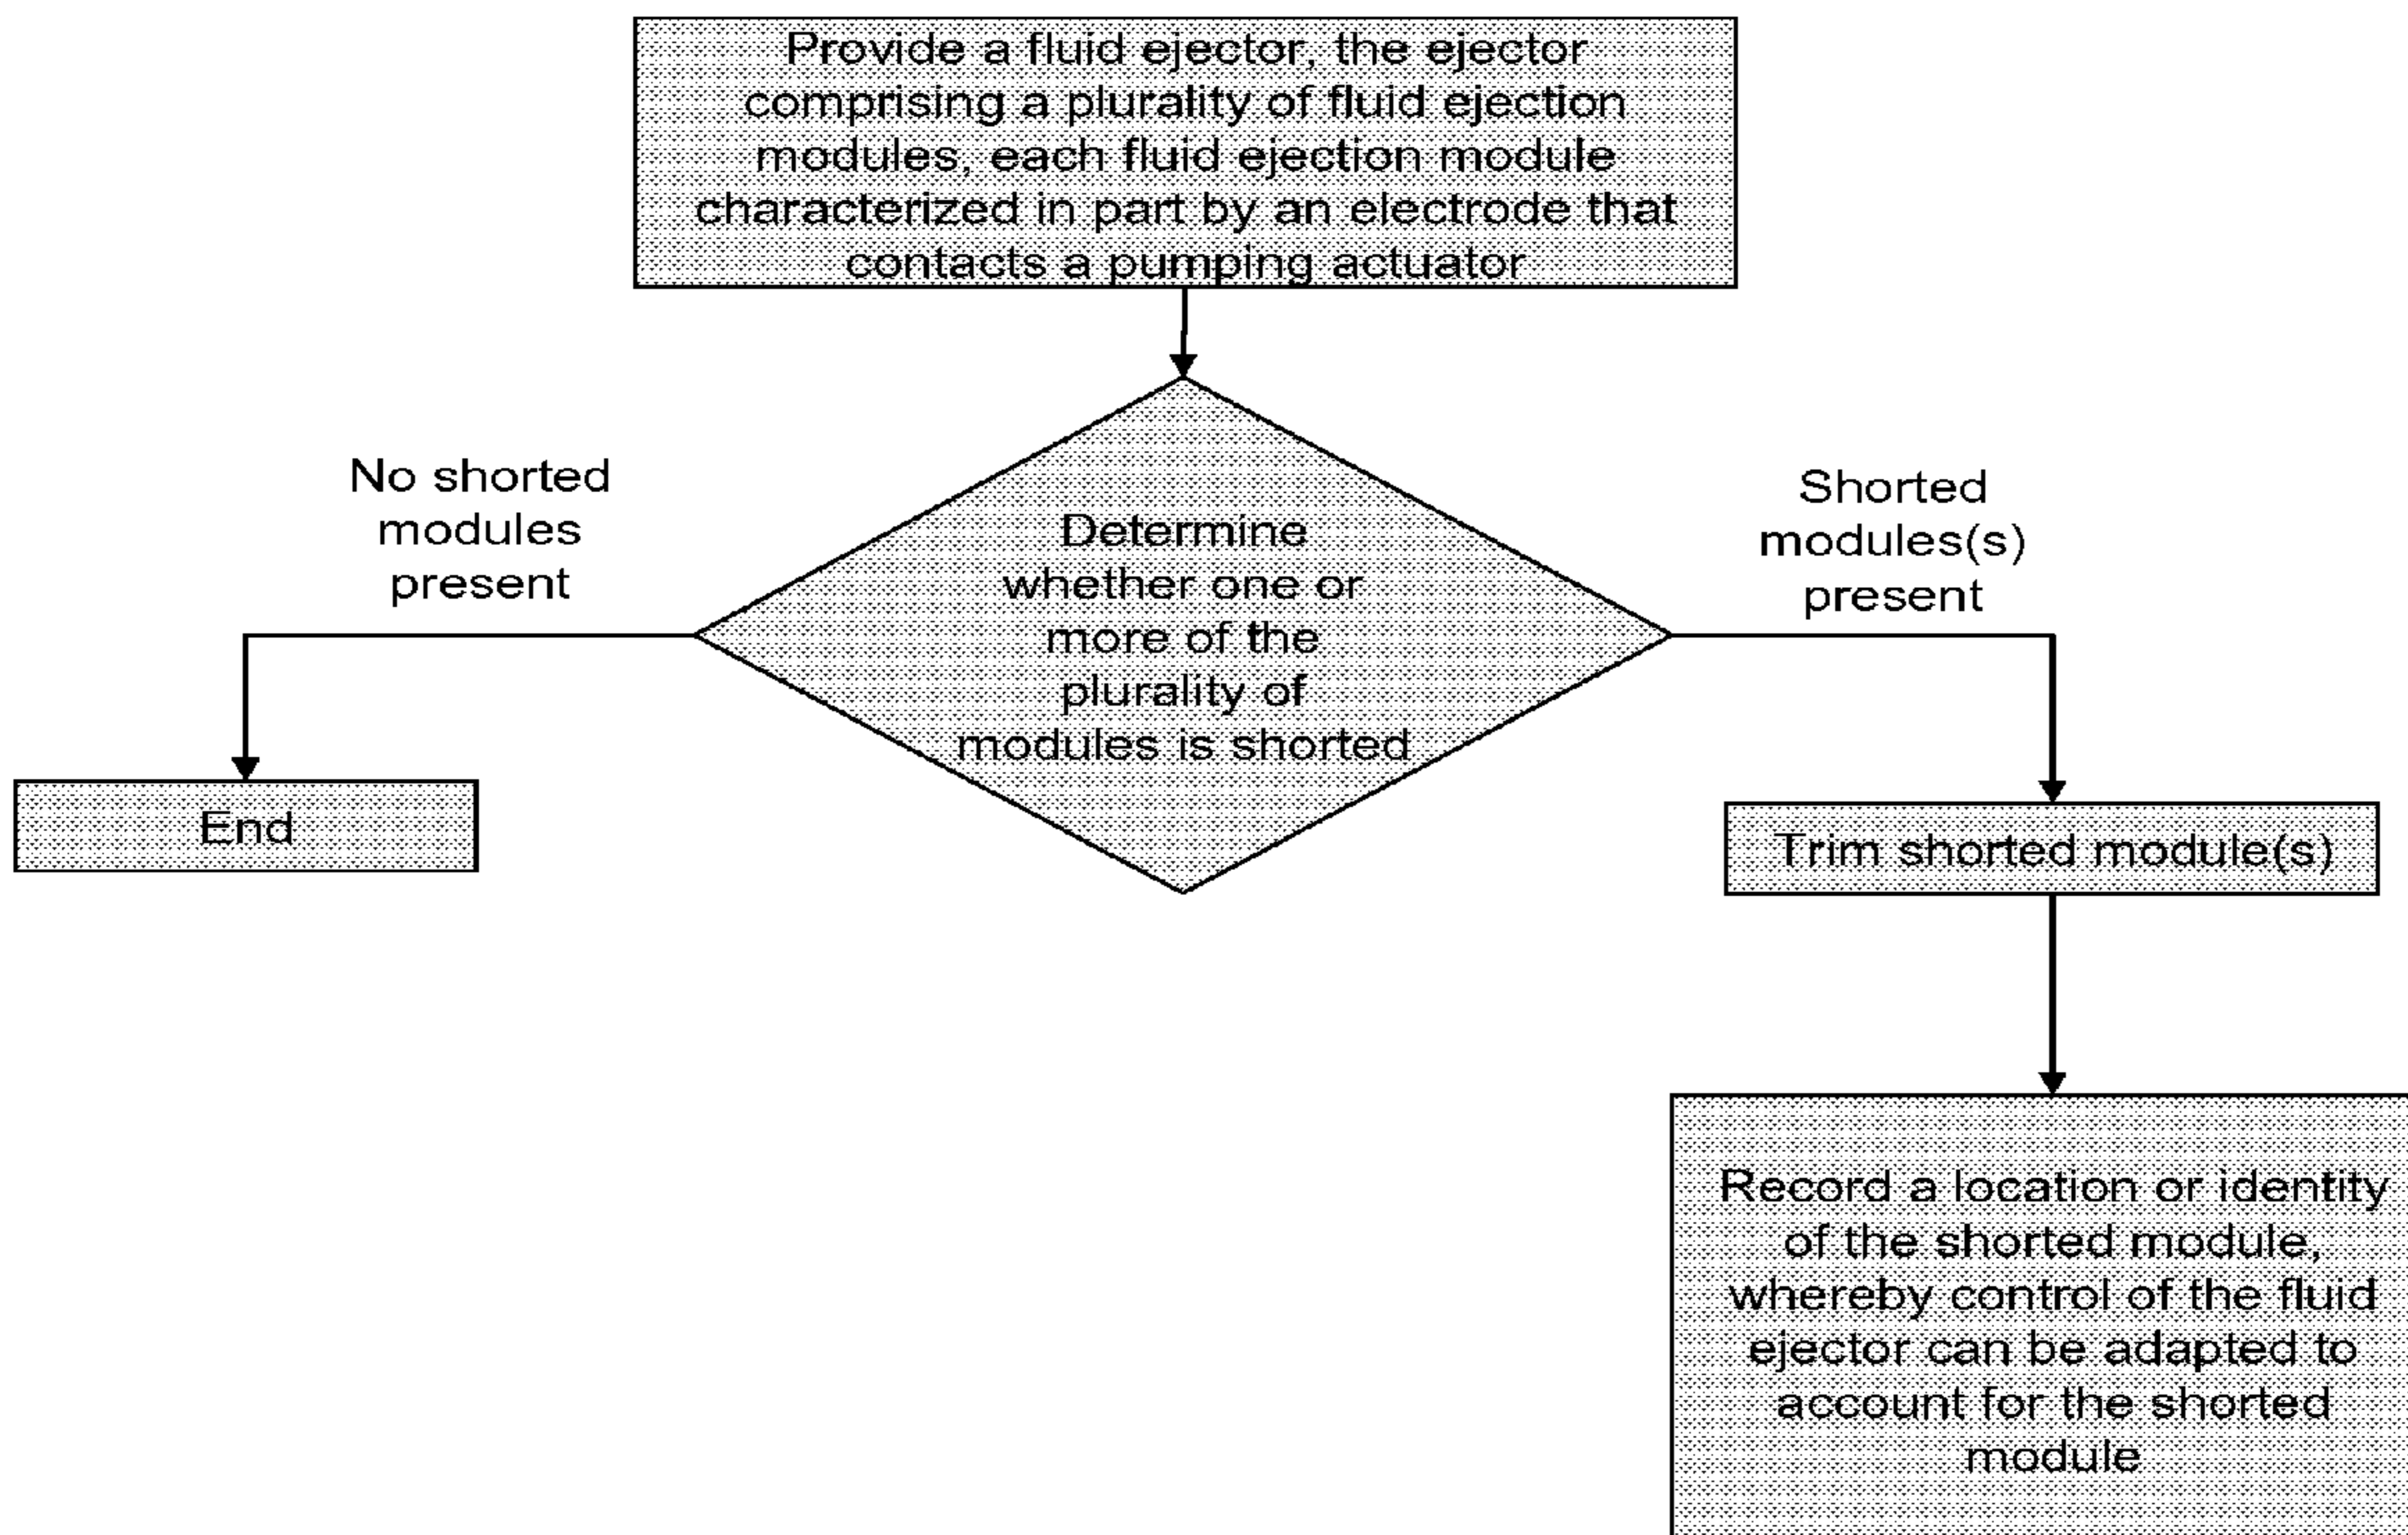 Provide a fluid ejector, the ejector
comprising a plurality of fluid ejection
modules, each fluid ejection module
characterized in part by an electrode that
contacts a pumping actuator
No shorted
modules
present
Determine
whether one or
more of the
plurality of
modules is shorted
Shorted
modules(s)
present
End
Trim shorted module(s)
Record a location or identity
of the shorted module,
whereby control of the fluid
ejector can be adapted to
account for the shorted
module